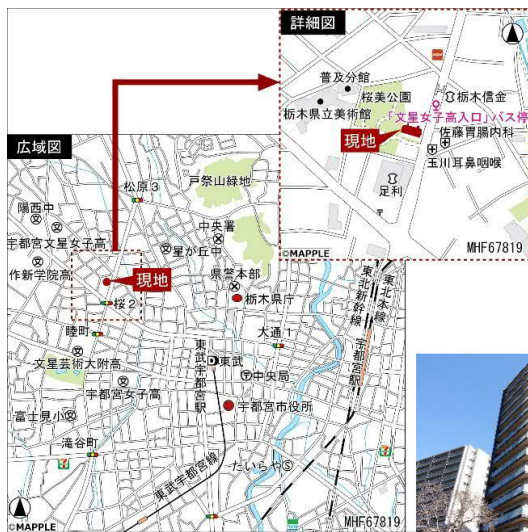 詳細図
普及分館
桜美公園
栃木信金
栃木県立美術館
「文星女子高入口」バス停
現地
佐藤胃腸内科
玉川耳鼻咽喉
足利
〒
©MAPPLE
MHF67819
広域図
松原3
戸祭山緑地
陽西中
中央署
宇都宮文星女子高
星が丘中
作新学院高
県警本部
現地
栃木県庁
桜2
睦町
大通1
東北新幹線
東北本線
宇都宮駅
文星芸術大附高
東武宇都宮駅
東武
中央局
宇都宮女子高
富士見小
宇都宮市役所
滝谷町
東武宇都宮線
たいらやS
©MAPPLE
MHF67819